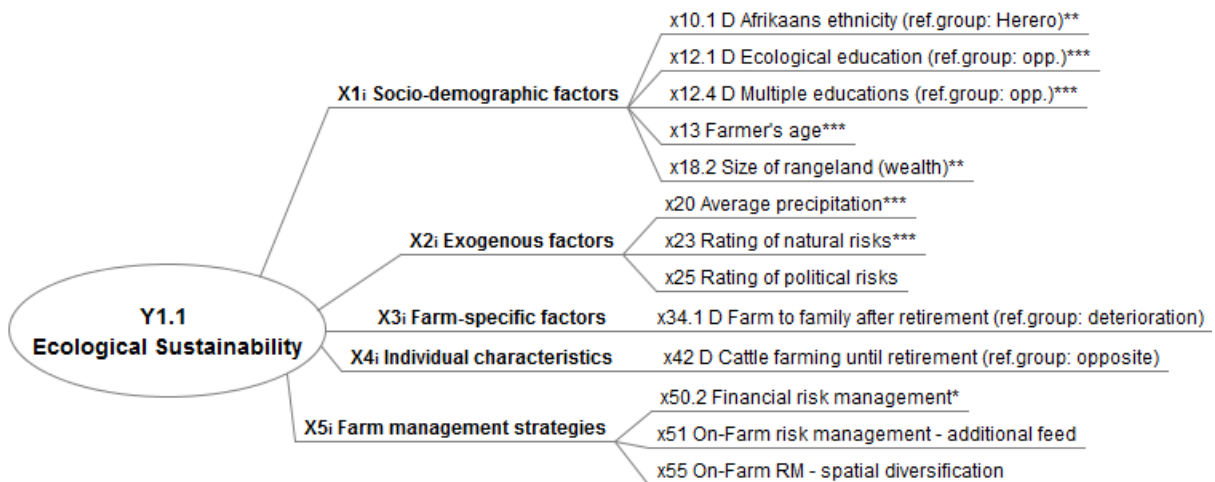 x10.1 D Afrikaans ethnicity (ref.group: Herero)**
x12.1 D Ecological education (ref.group: opp.)***
X1i Socio-demographic factors
x12.4 D Multiple educations (ref.group: opp.)***
x13 Farmer's age***
x18.2 Size of rangeland (wealth)**
x20 Average precipitation***
X2i Exogenous factors
x23 Rating of natural risks***
x25 Rating of political risks
Y1.1
Ecological Sustainability
X3i Farm-specific factors
x34.1 D Farm to family after retirement (ref.group: deterioration)
X4i Individual characteristics
x42 D Cattle farming until retirement (ref.group: opposite)
x50.2 Financial risk management*
X5i Farm management strategies
x51 On-Farm risk management - additional feed
x55 On-Farm RM - spatial diversification